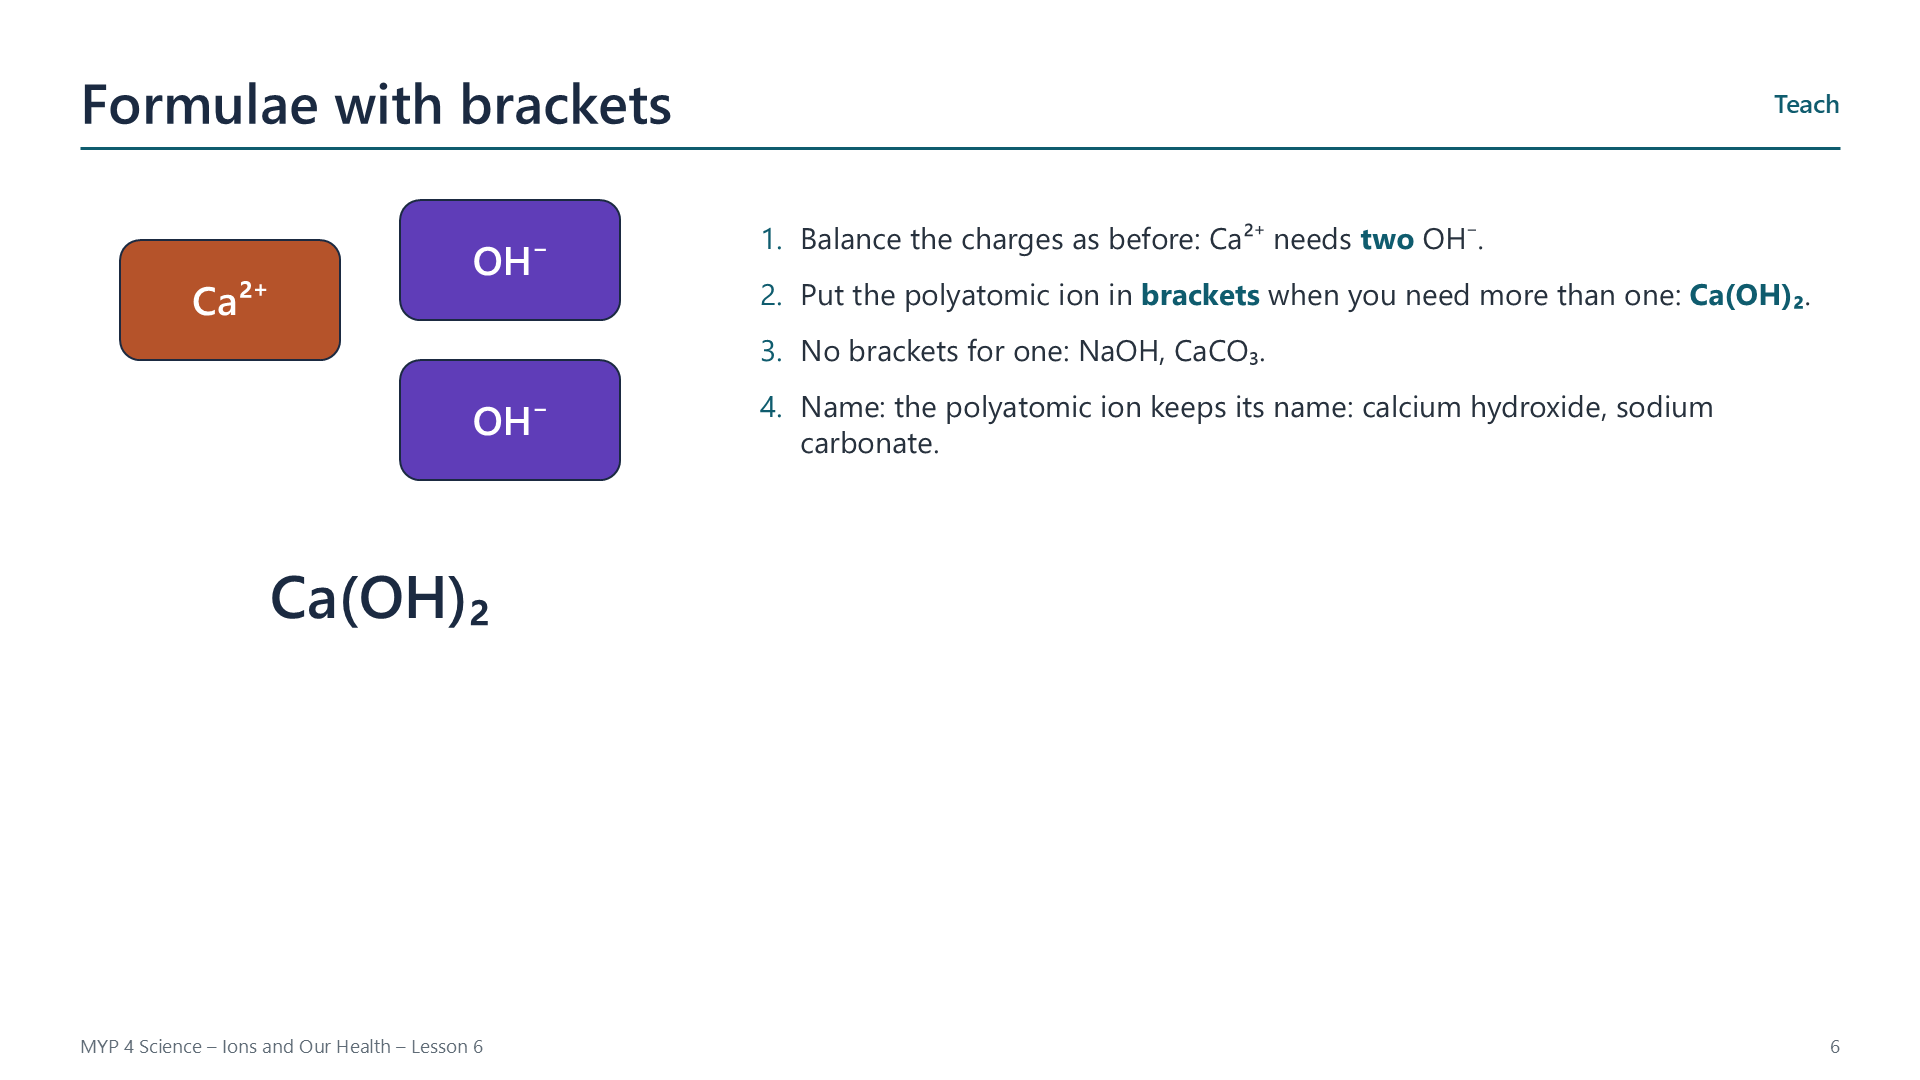 Formulae with brackets
Teach
Ca²⁺
OH⁻
OH⁻
Ca(OH)₂
1. Balance the charges as before: Ca²⁺ needs two OH⁻.
2. Put the polyatomic ion in brackets when you need more than one: Ca(OH)₂.
3. No brackets for one: NaOH, CaCO₃.
4. Name: the polyatomic ion keeps its name: calcium hydroxide, sodium
carbonate.
MYP 4 Science – Ions and Our Health – Lesson 6
6